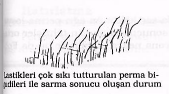 Lastikleri çok sıkı tutturulan perma bi-
gudileri ile sarma sonucu oluşan durum